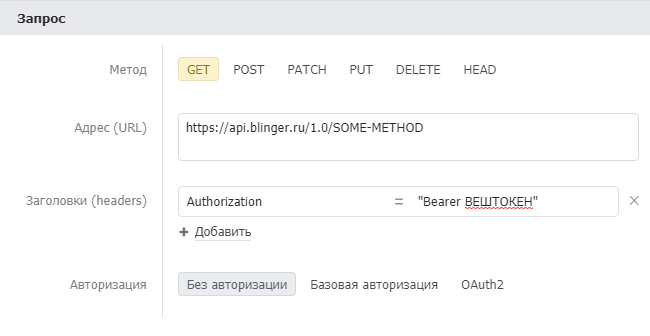 Запрос
Метод GET POST PATCH PUT DELETE HEAD
Адрес (URL) https://api.blinger.ru/1.0/SOME-METHOD
Заголовки (headers) Authorization = "Bearer ВЕШТОКЕН" ×
+ Добавить
Авторизация Без авторизации Базовая авторизация OAuth2